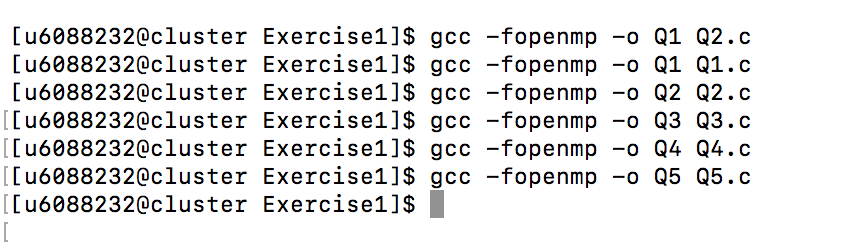 [u6088232@cluster Exercise1]$ gcc -fopenmp -o Q1 Q2.c
[u6088232@cluster Exercise1]$ gcc -fopenmp -o Q1 Q1.c
[u6088232@cluster Exercise1]$ gcc -fopenmp -o Q2 Q2.c
[[u6088232@cluster Exercise1]$ gcc -fopenmp -o Q3 Q3.c
[[u6088232@cluster Exercise1]$ gcc -fopenmp -o Q4 Q4.c
[[u6088232@cluster Exercise1]$ gcc -fopenmp -o Q5 Q5.c
[[u6088232@cluster Exercise1]$
[